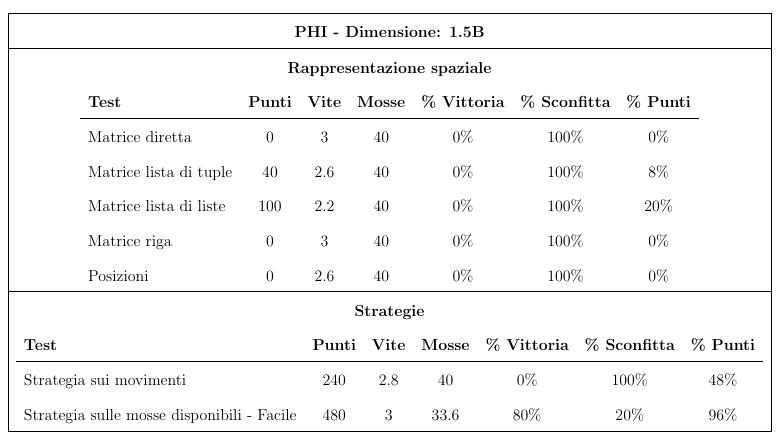 PHI - Dimensione: 1.5B
Rappresentazione spaziale
Test Punti Vite Mosse % Vittoria % Sconfitta % Punti
Matrice diretta 0 3 40 0% 100% 0%
Matrice lista di tuple 40 2.6 40 0% 100% 8%
Matrice lista di liste 100 2.2 40 0% 100% 20%
Matrice riga 0 3 40 0% 100% 0%
Posizioni 0 2.6 40 0% 100% 0%
Strategie
Test Punti Vite Mosse % Vittoria % Sconfitta % Punti
Strategia sui movimenti 240 2.8 40 0% 100% 48%
Strategia sulle mosse disponibili - Facile 480 3 33.6 80% 20% 96%